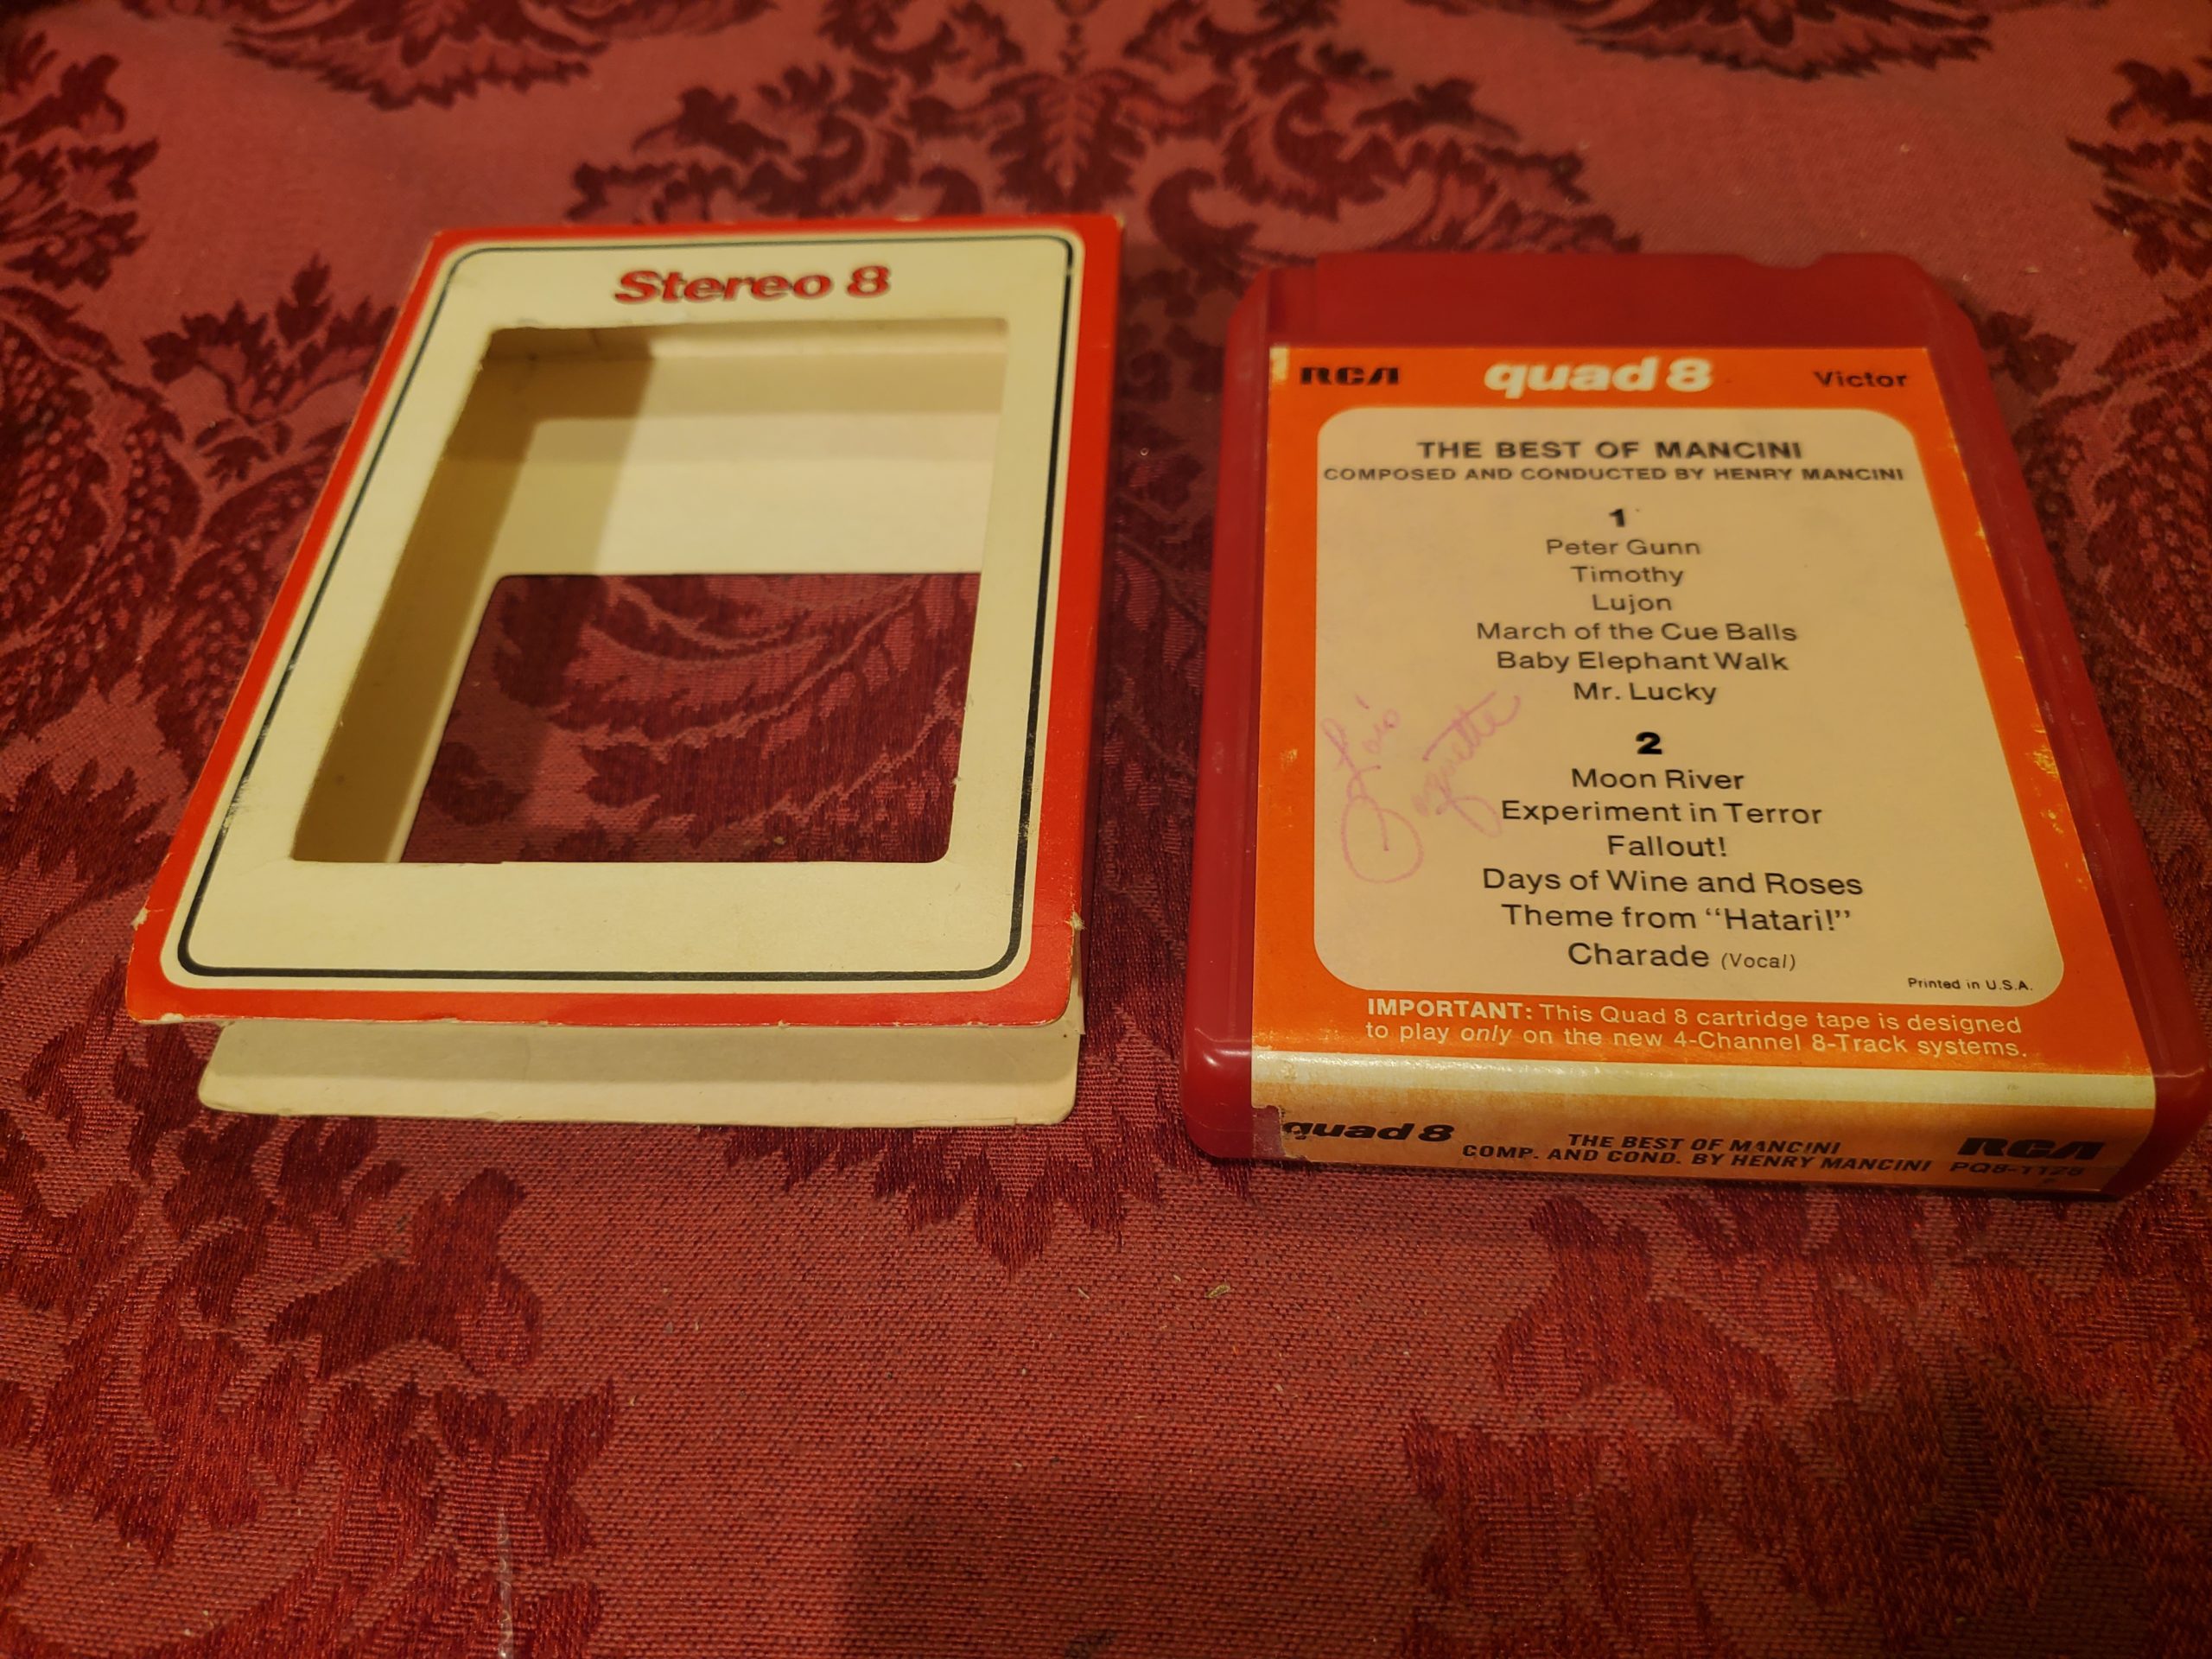 Stereo 8
RCA quad 8 Victor
THE BEST OF MANCINI
COMPOSED AND CONDUCTED BY HENRY MANCINI
1
Peter Gunn
Timothy
Lujon
March of the Cue Balls
Baby Elephant Walk
Mr. Lucky
2
Moon River
Experiment in Terror
Fallout!
Days of Wine and Roses
Theme from “Hatari!”
Charade (Vocal)
Lois
Printed in U.S.A.
IMPORTANT: This Quad 8 cartridge tape is designed
to play only on the new 4-Channel 8-Track systems.
quad 8 THE BEST OF MANCINI RCA
COMP. AND COND. BY HENRY MANCINI